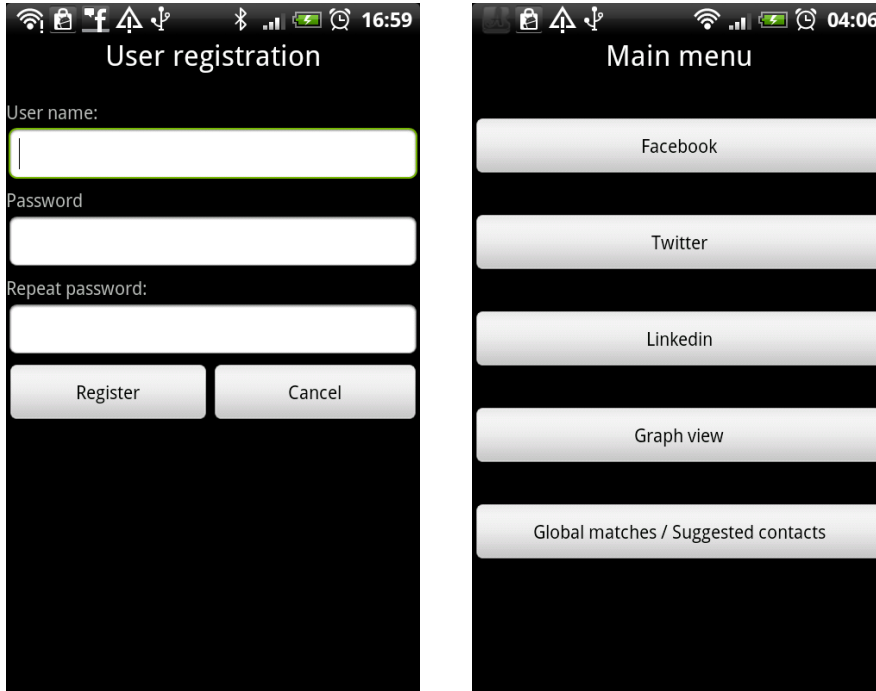 16:59
User registration
User name:
Password
Repeat password:
Register
Cancel
04:06
Main menu
Facebook
Twitter
Linkedin
Graph view
Global matches / Suggested contacts